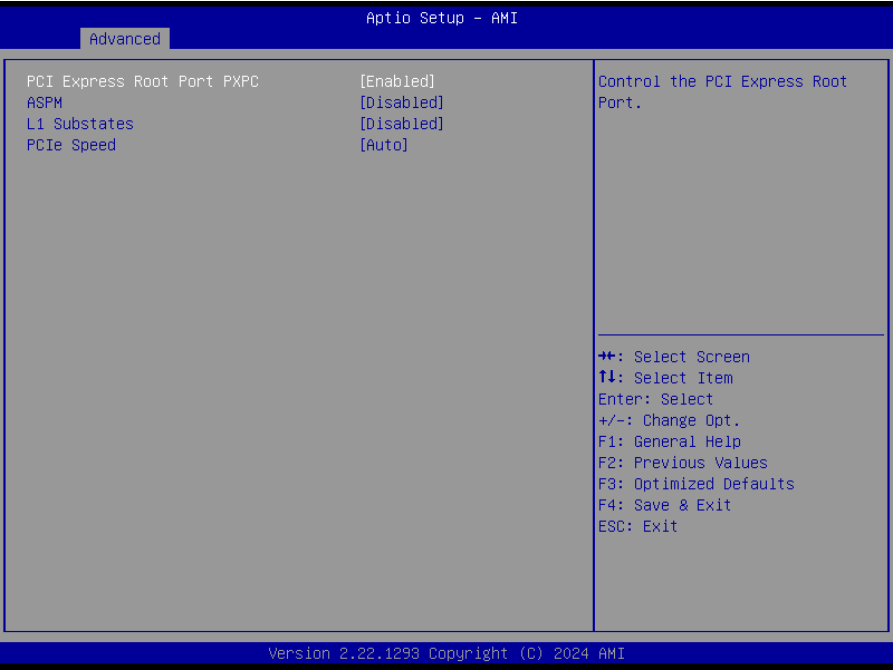 Aptio Setup – AMI
Advanced
PCI Express Root Port PXPC [Enabled]
ASPM [Disabled]
L1 Substates [Disabled]
PCIe Speed [Auto]
Control the PCI Express Root
Port.
→←: Select Screen
↑↓: Select Item
Enter: Select
+/-: Change Opt.
F1: General Help
F2: Previous Values
F3: Optimized Defaults
F4: Save & Exit
ESC: Exit
Version 2.22.1293 Copyright (C) 2024 AMI